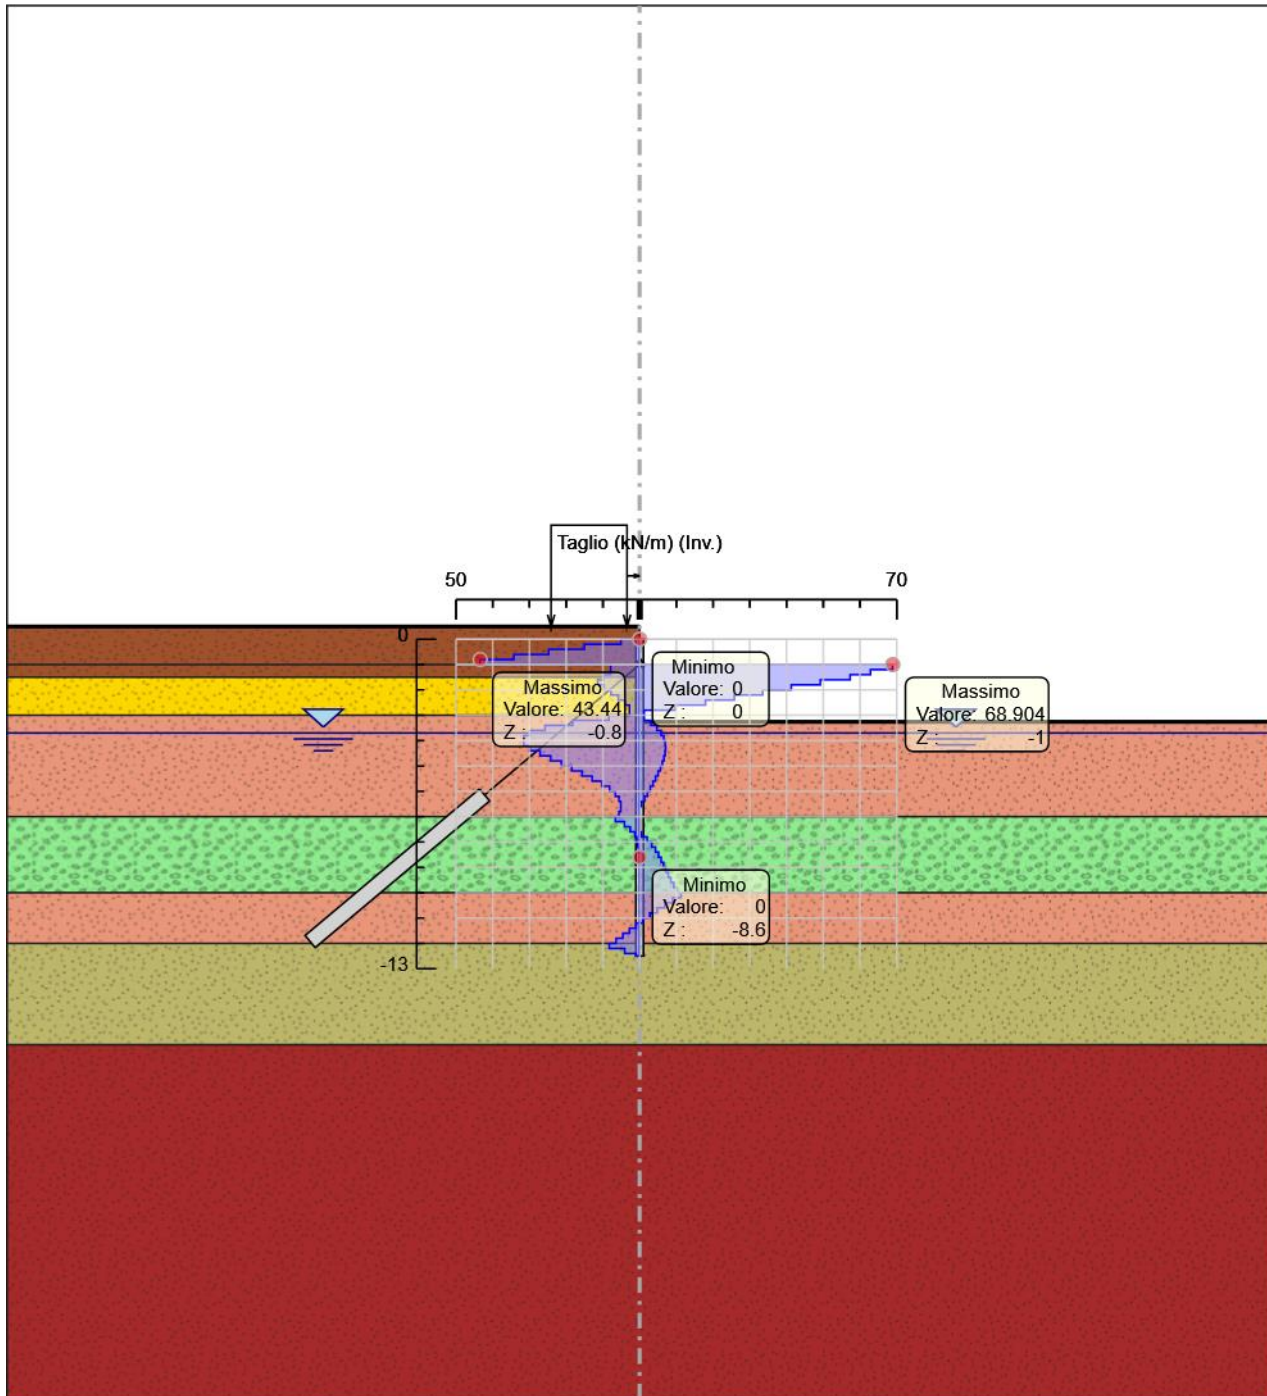 Taglio (kN/m) (Inv.)
50
70
0
Minimo
Valore: 0
Z : 0
Massimo
Valore: 43.44
Z : -0.8
Massimo
Valore: 68.904
Z : -1
Minimo
Valore: 0
Z : -8.6
-13